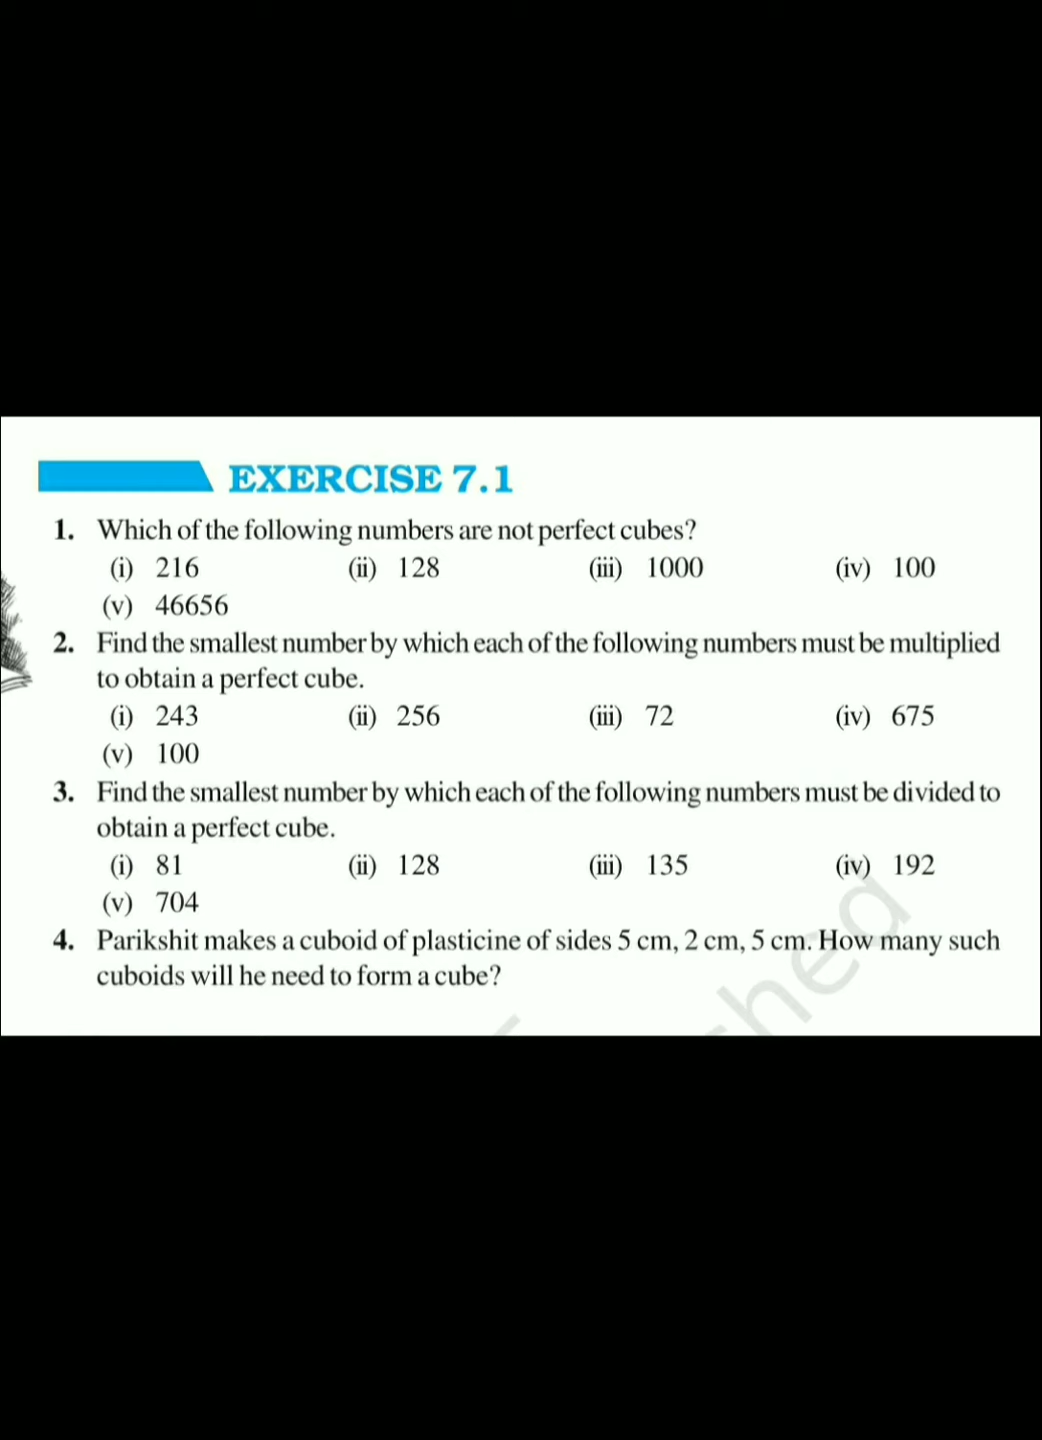 EXERCISE 7.1
1. Which of the following numbers are not perfect cubes?
(i) 216 (ii) 128 (iii) 1000 (iv) 100
(v) 46656
2. Find the smallest number by which each of the following numbers must be multiplied
to obtain a perfect cube.
(i) 243 (ii) 256 (iii) 72 (iv) 675
(v) 100
3. Find the smallest number by which each of the following numbers must be divided to
obtain a perfect cube.
(i) 81 (ii) 128 (iii) 135 (iv) 192
(v) 704
4. Parikshit makes a cuboid of plasticine of sides 5 cm, 2 cm, 5 cm. How many such
cuboids will he need to form a cube?